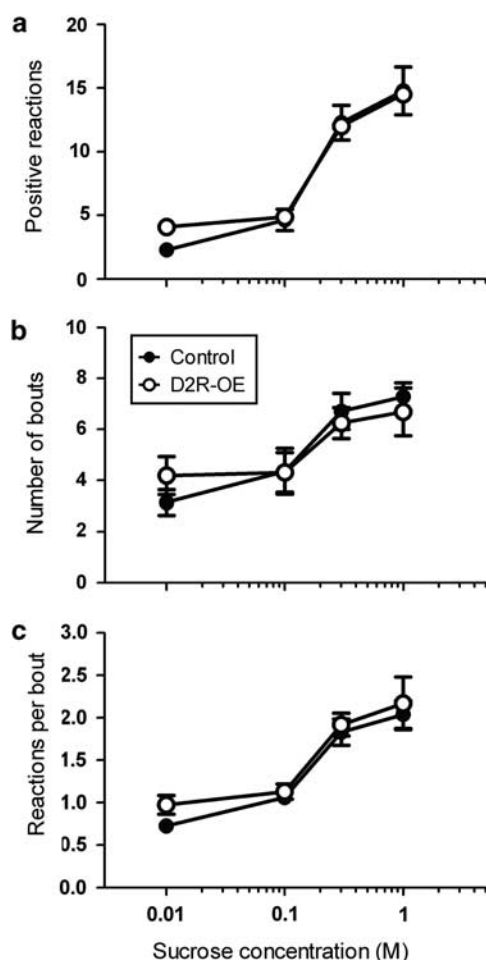 a
Positive reactions
20
15
10
5
0
b
Number of bouts
10
8
6
4
2
0
Control
D2R-OE
c
Reactions per bout
3.0
2.5
2.0
1.5
1.0
0.5
0.0
0.01 0.1 1
Sucrose concentration (M)